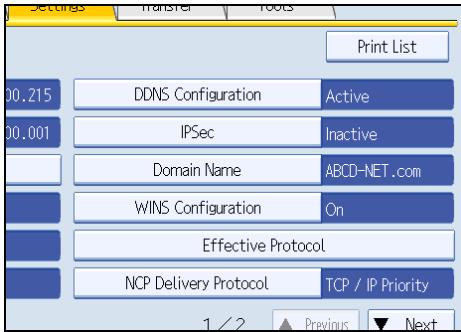 Settings Transfer Tools
Print List
00.215 DDNS Configuration Active
00.001 IPSec Inactive
Domain Name ABCD-NET.com
WINS Configuration On
Effective Protocol
NCP Delivery Protocol TCP / IP Priority
1/2 ▲ Previous ▼ Next